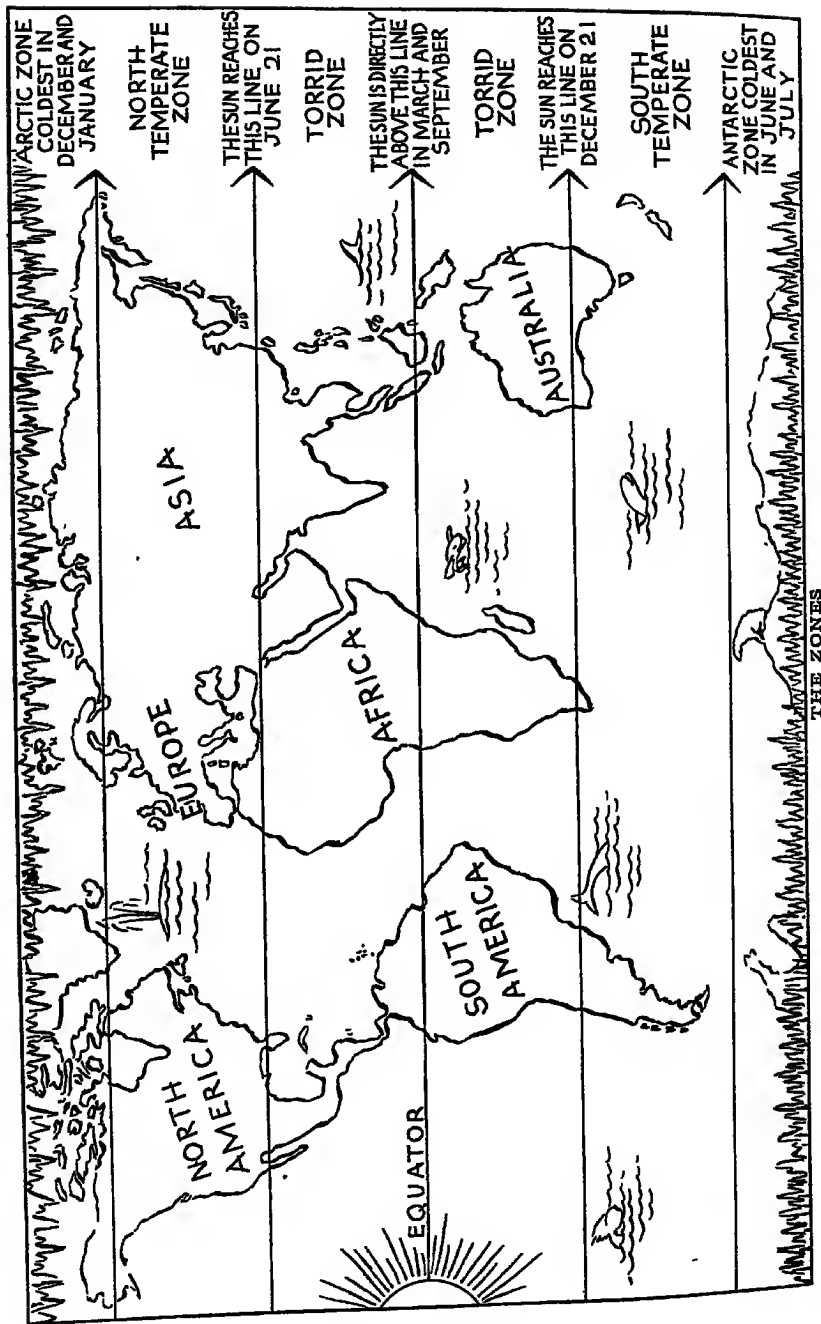 ARCTIC ZONE
COLDEST IN
DECEMBER AND
JANUARY
NORTH
TEMPERATE
ZONE
THE SUN REACHES
THIS LINE ON
JUNE 21
TORRID
ZONE
THE SUN IS DIRECTLY
ABOVE THIS LINE
IN MARCH AND
SEPTEMBER
TORRID
ZONE
THE SUN REACHES
THIS LINE ON
DECEMBER 21
SOUTH
TEMPERATE
ZONE
ANTARCTIC
ZONE COLDEST
IN JUNE AND
JULY
NORTH
AMERICA
EUROPE
ASIA
AFRICA
EQUATOR
SOUTH
AMERICA
AUSTRALIA
THE ZONES